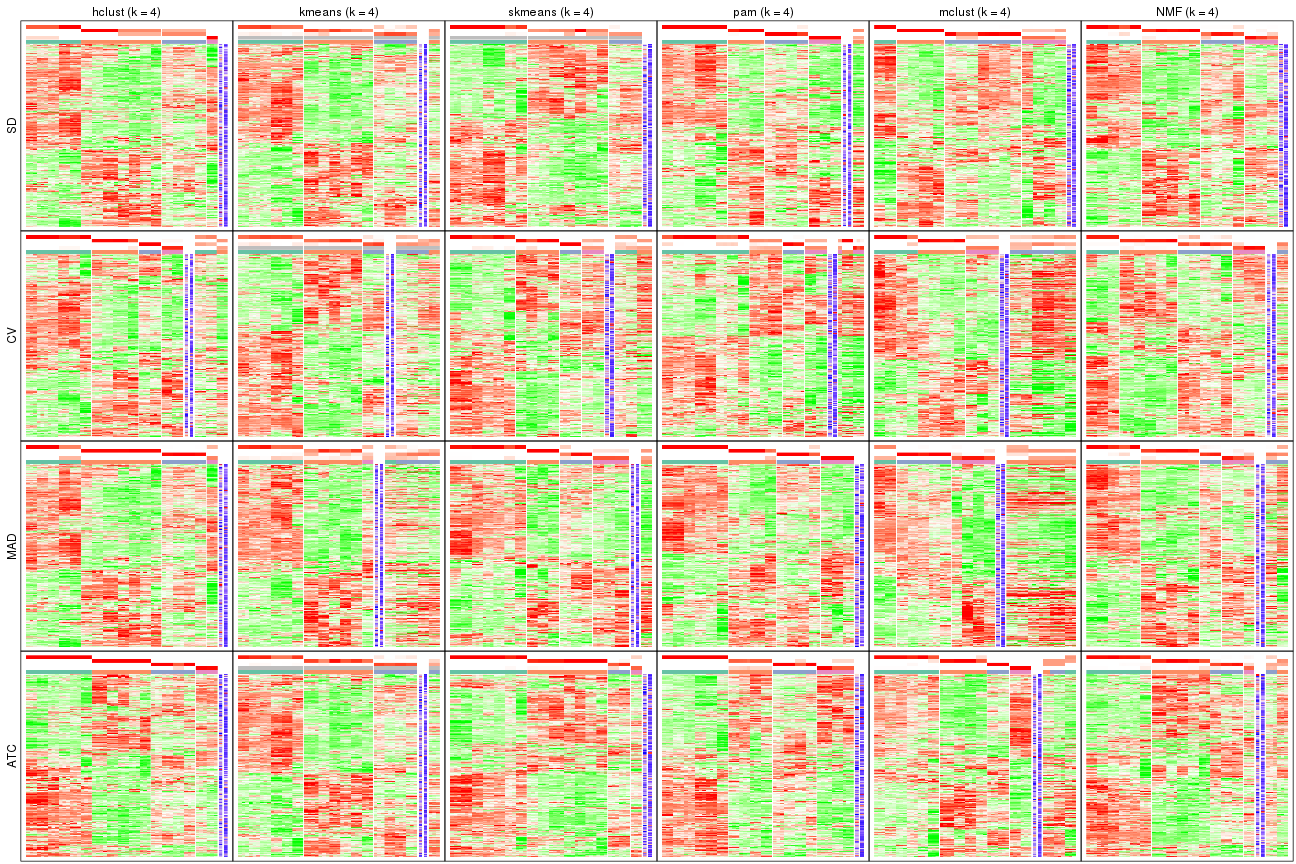 hclust (k = 4) kmeans (k = 4) skmeans (k = 4) pam (k = 4) mclust (k = 4) NMF (k = 4)
SD
CV
MAD
ATC